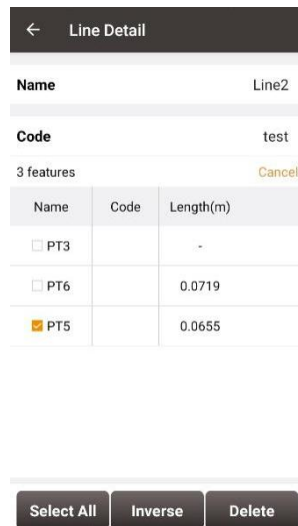 Line Detail
Name Line2
Code test
3 features Cancel
Name Code Length(m)
PT3 -
PT6 0.0719
PT5 0.0655
Select All Inverse Delete